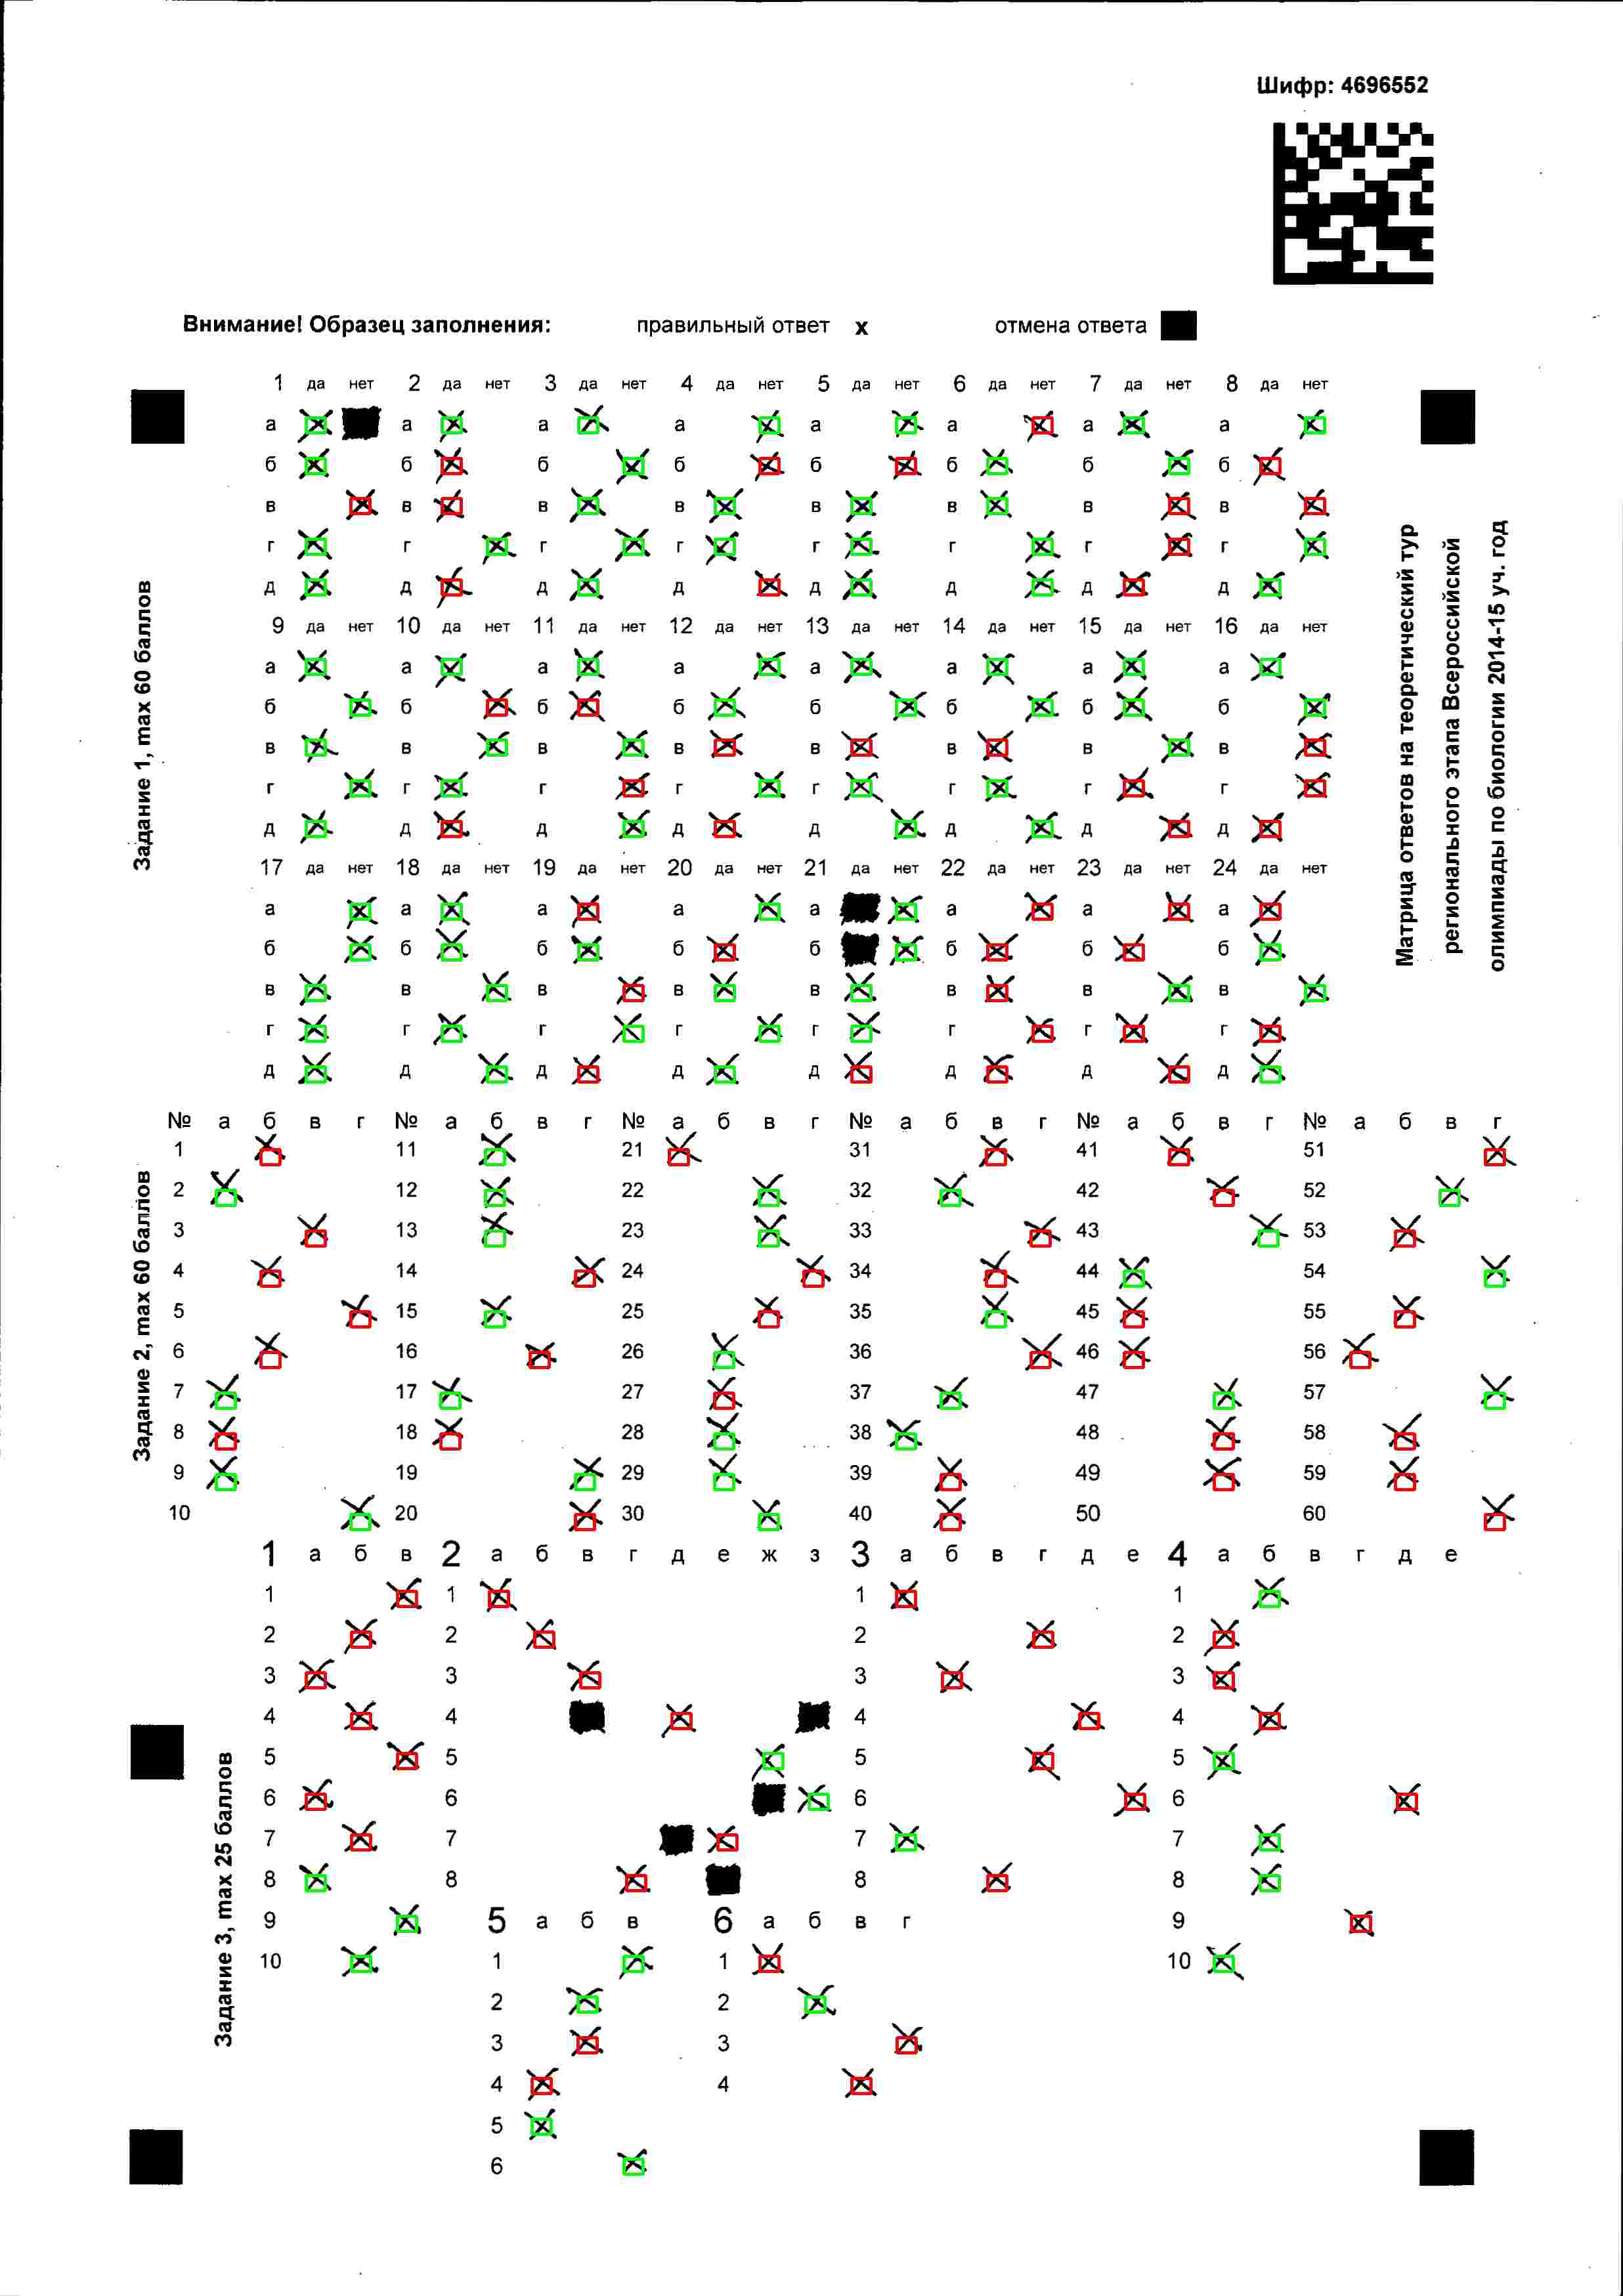 Шифр: 4696552
Внимание! Образец заполнения: правильный ответ х отмена ответа
Матрица ответов на теоретический тур
регионального этапа Всероссийской
олимпиады по биологии 2014-15 уч. год
Задание 1, max 60 баллов
1 да нет 2 да нет 3 да нет 4 да нет 5 да нет 6 да нет 7 да нет 8 да нет
а а а а а а а а
б б б б б б б б
в в в в в в в в
г г г г г г г г
д д д д д д д д
9 да нет 10 да нет 11 да нет 12 да нет 13 да нет 14 да нет 15 да нет 16 да нет
а а а а а а а а
б б б б б б б б
в в в в в в в в
г г г г г г г г
д д д д д д д д
17 да нет 18 да нет 19 да нет 20 да нет 21 да нет 22 да нет 23 да нет 24 да нет
а а а а а а а а
б б б б б б б б
в в в в в в в в
г г г г г г г г
д д д д д д д д
Задание 2, max 60 баллов
№ а б в г № а б в г № а б в г № а б в г № а б в г № а б в г
1 11 21 31 41 51
2 12 22 32 42 52
3 13 23 33 43 53
4 14 24 34 44 54
5 15 25 35 45 55
6 16 26 36 46 56
7 17 27 37 47 57
8 18 28 38 48 58
9 19 29 39 49 59
10 20 30 40 50 60
Задание 3, max 25 баллов
1 а б в 2 а б в г д е ж з 3 а б в г д е 4 а б в г д е
1 1 1 1
2 2 2 2
3 3 3 3
4 4 4 4
5 5 5 5
6 6 6 6
7 7 7 7
8 8 8 8
9 5 а б в 6 а б в г 9
10 1 1 10
2 2
3 3
4 4
5
6